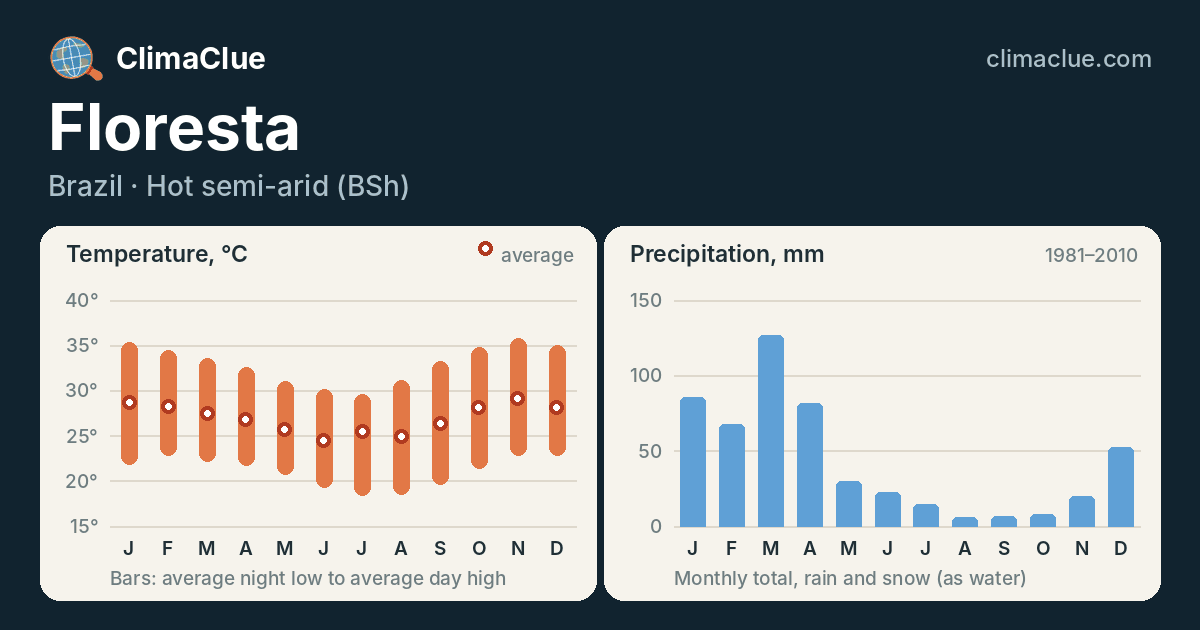 ClimaClue
climaclue.com
Floresta
Brazil · Hot semi-arid (BSh)
Temperature, °C
average
40°
35°
30°
25°
20°
15°
J F M A M J J A S O N D
Bars: average night low to average day high
Precipitation, mm
1981–2010
150
100
50
0
J F M A M J J A S O N D
Monthly total, rain and snow (as water)